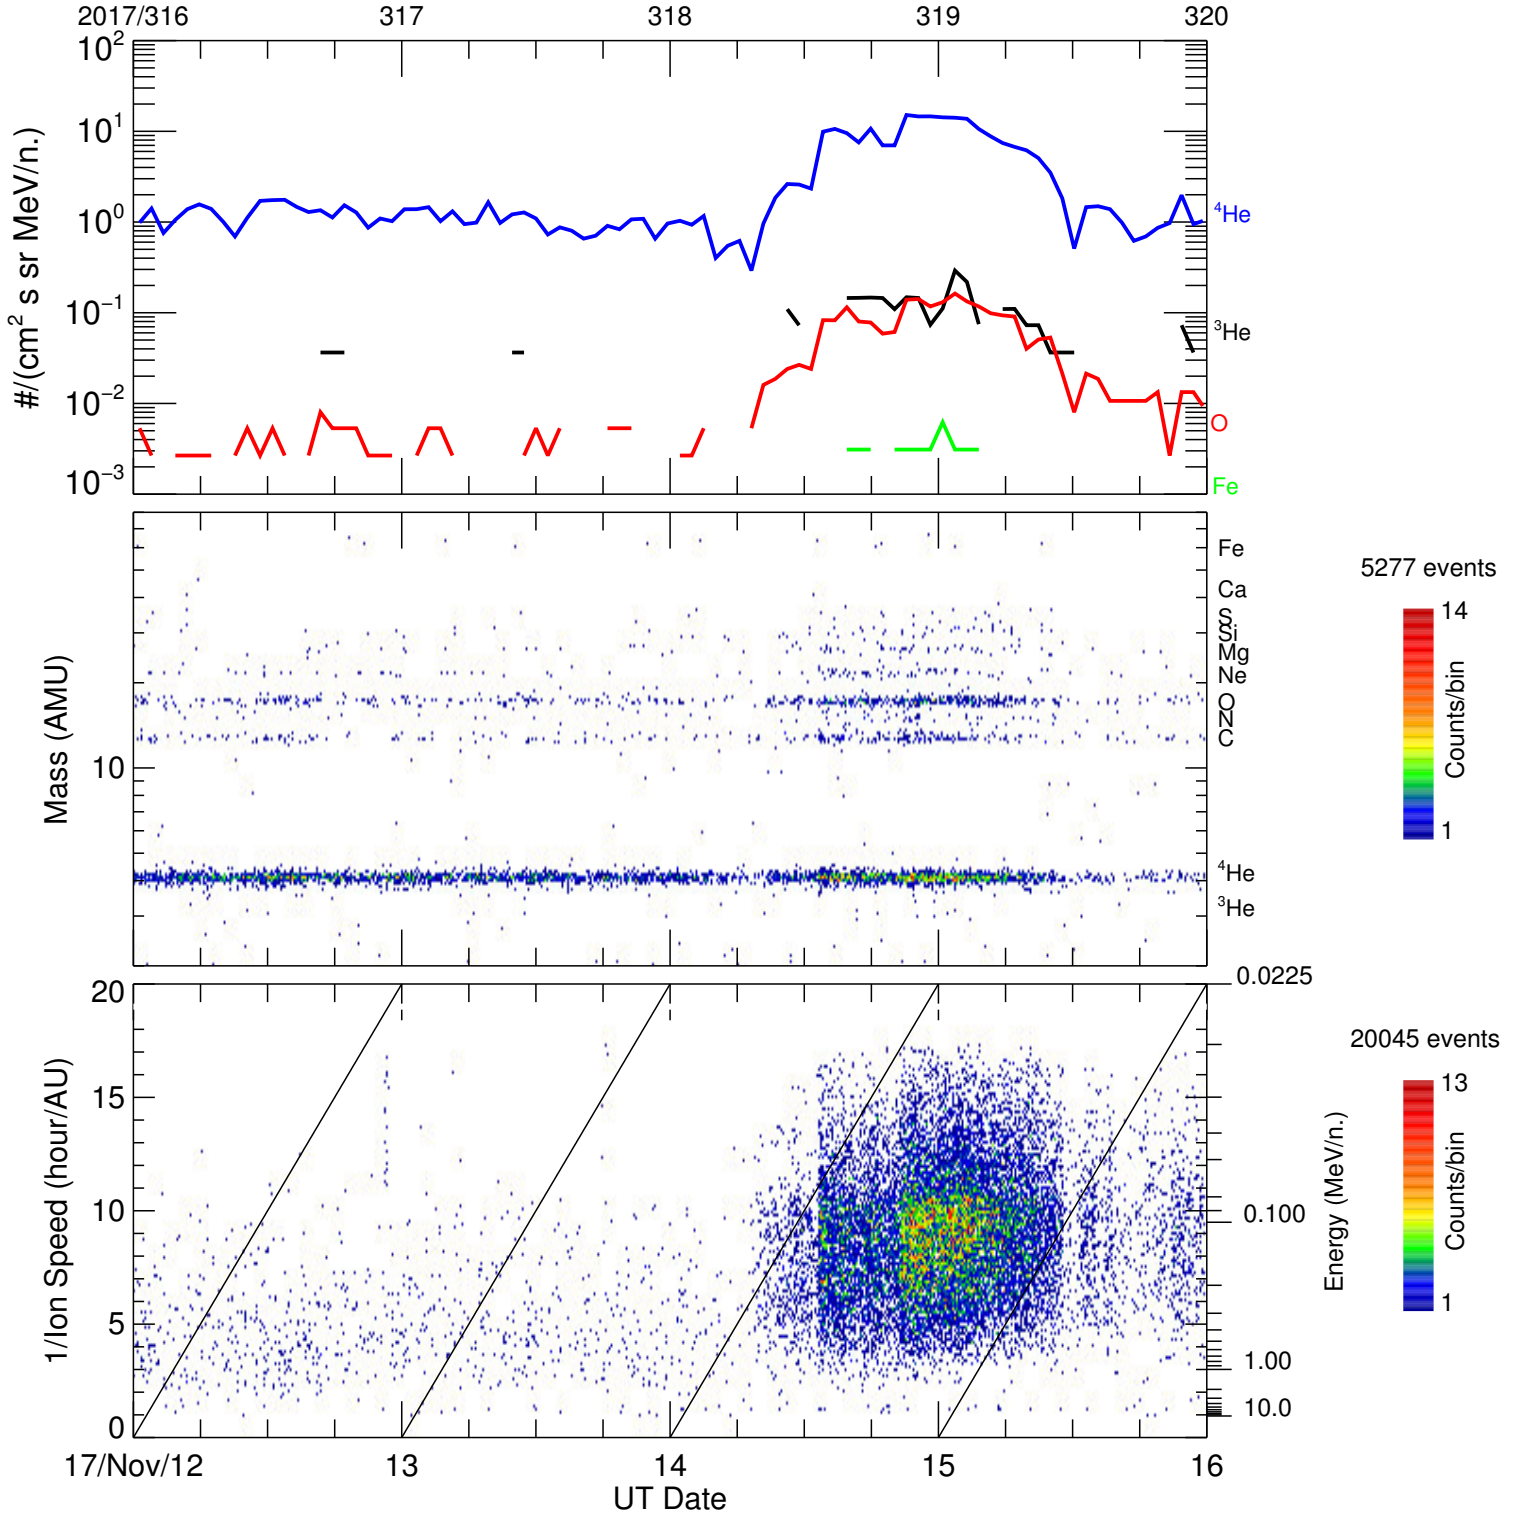 2017/316 317 318 319 320
#/(cm² s sr MeV/n.)
10²
10¹
10⁰
10⁻¹
10⁻²
10⁻³
⁴He
³He
O
Fe
Mass (AMU)
10
Fe
Ca
S
Si
Mg
Ne
O
N
C
⁴He
³He
5277 events
14
Counts/bin
1
1/Ion Speed (hour/AU)
20
15
10
5
0
0.0225
0.100
1.00
10.0
Energy (MeV/n.)
20045 events
13
Counts/bin
1
17/Nov/12 13 14 15 16
UT Date